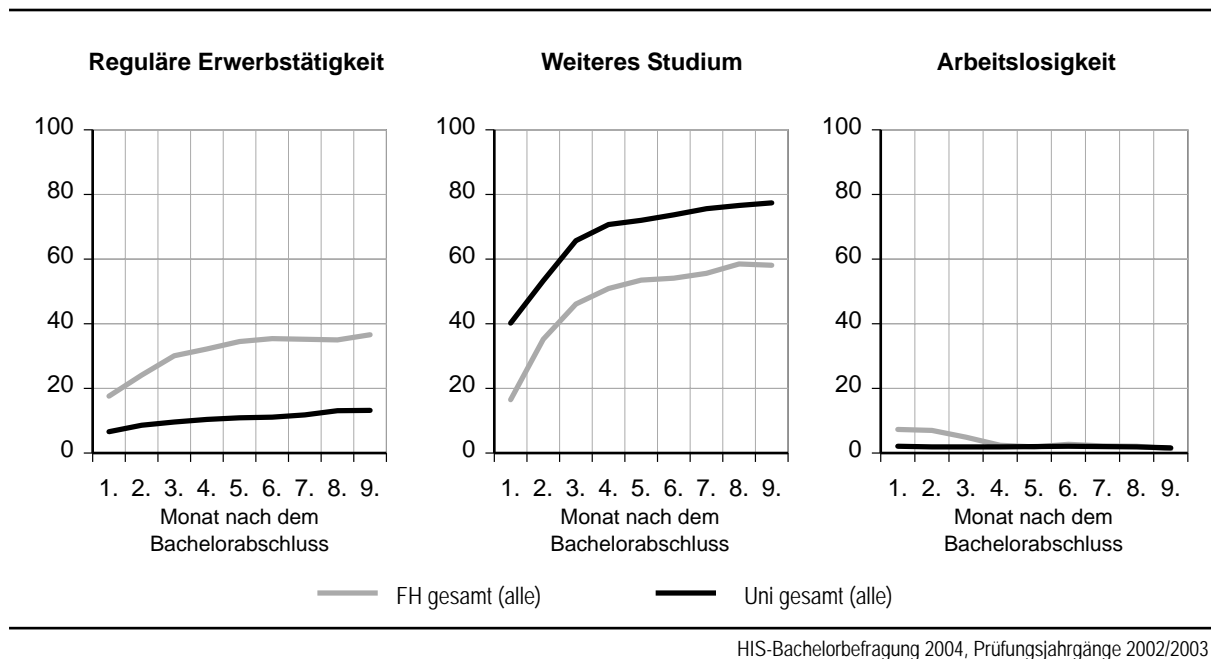 Reguläre Erwerbstätigkeit
Weiteres Studium
Arbeitslosigkeit
100
80
60
40
20
0
1. 2. 3. 4. 5. 6. 7. 8. 9.
Monat nach dem
Bachelorabschluss
100
80
60
40
20
0
1. 2. 3. 4. 5. 6. 7. 8. 9.
Monat nach dem
Bachelorabschluss
100
80
60
40
20
0
1. 2. 3. 4. 5. 6. 7. 8. 9.
Monat nach dem
Bachelorabschluss
FH gesamt (alle)
Uni gesamt (alle)
HIS-Bachelorbefragung 2004, Prüfungsjahrgänge 2002/2003